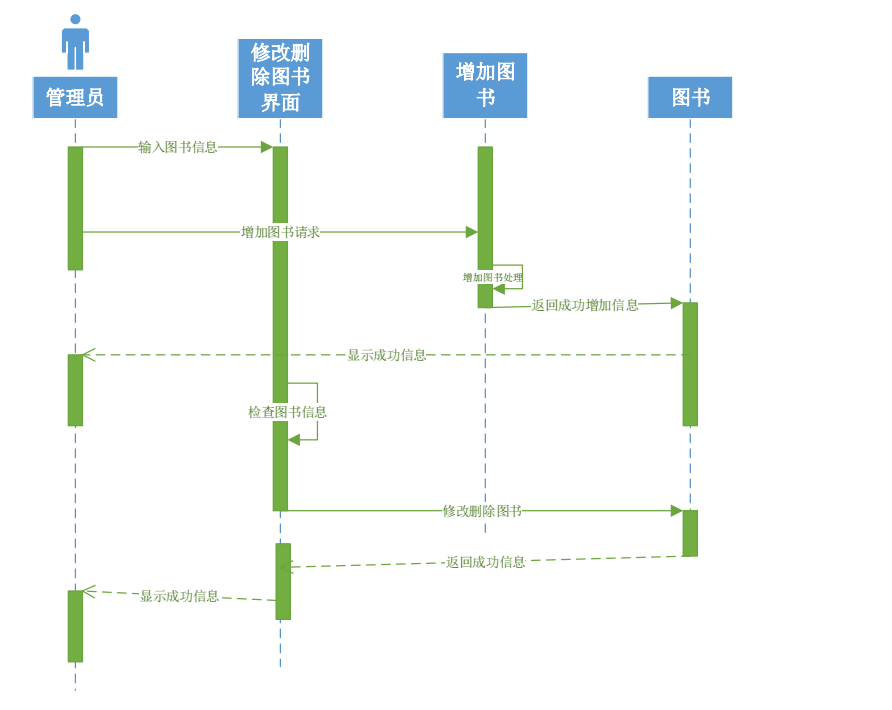 管理员
修改删
除图书
界面
增加图
书
图书
输入图书信息
增加图书请求
增加图书处理
返回成功增加信息
显示成功信息
检查图书信息
修改删除图书
返回成功信息
显示成功信息